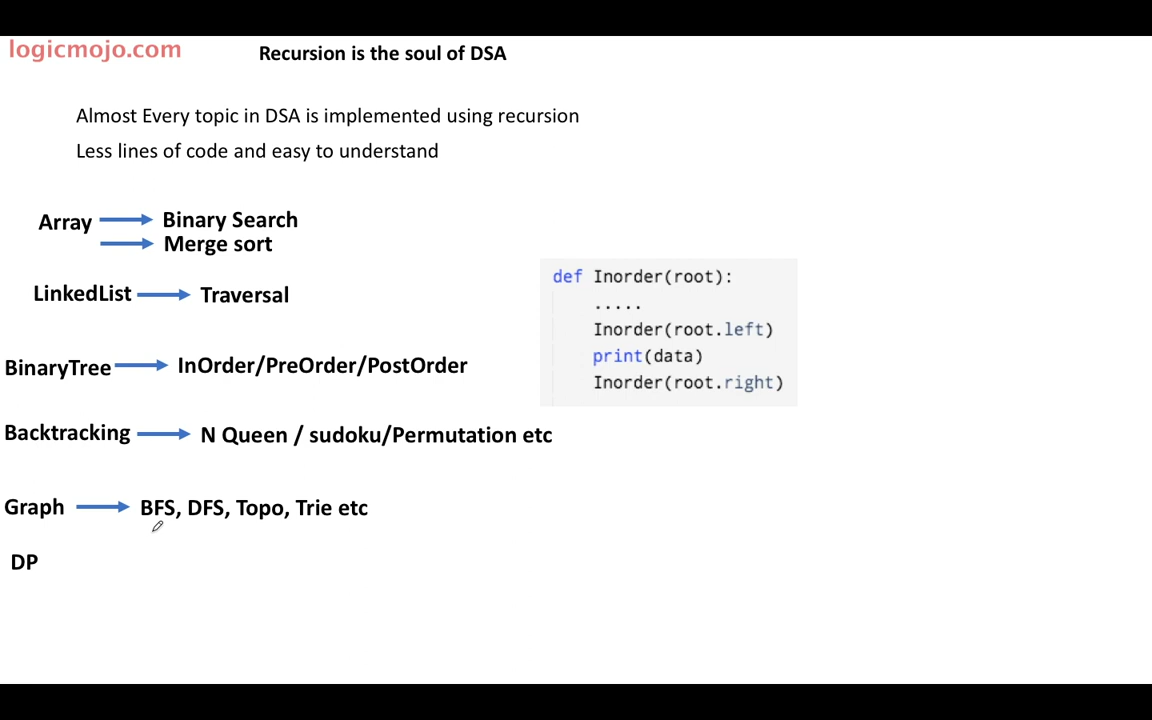 logicmojo.com
Recursion is the soul of DSA
Almost Every topic in DSA is implemented using recursion
Less lines of code and easy to understand
Array Binary Search
Merge sort
LinkedList Traversal
BinaryTree InOrder/PreOrder/PostOrder
Backtracking N Queen / sudoku/Permutation etc
Graph BFS, DFS, Topo, Trie etc
DP
def Inorder(root):
.....
Inorder(root.left)
print(data)
Inorder(root.right)